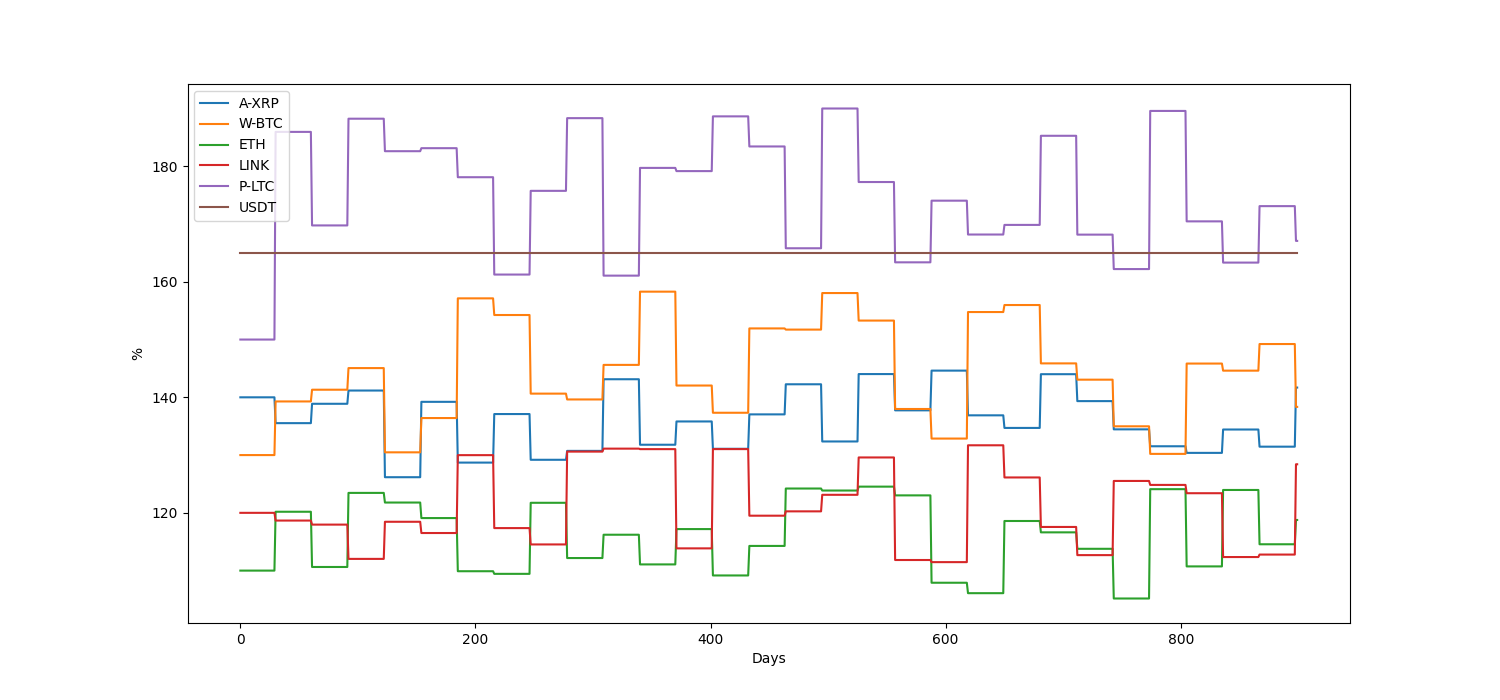 A-XRP
W-BTC
ETH
LINK
P-LTC
USDT
180
160
140
120
%
0 200 400 600 800
Days